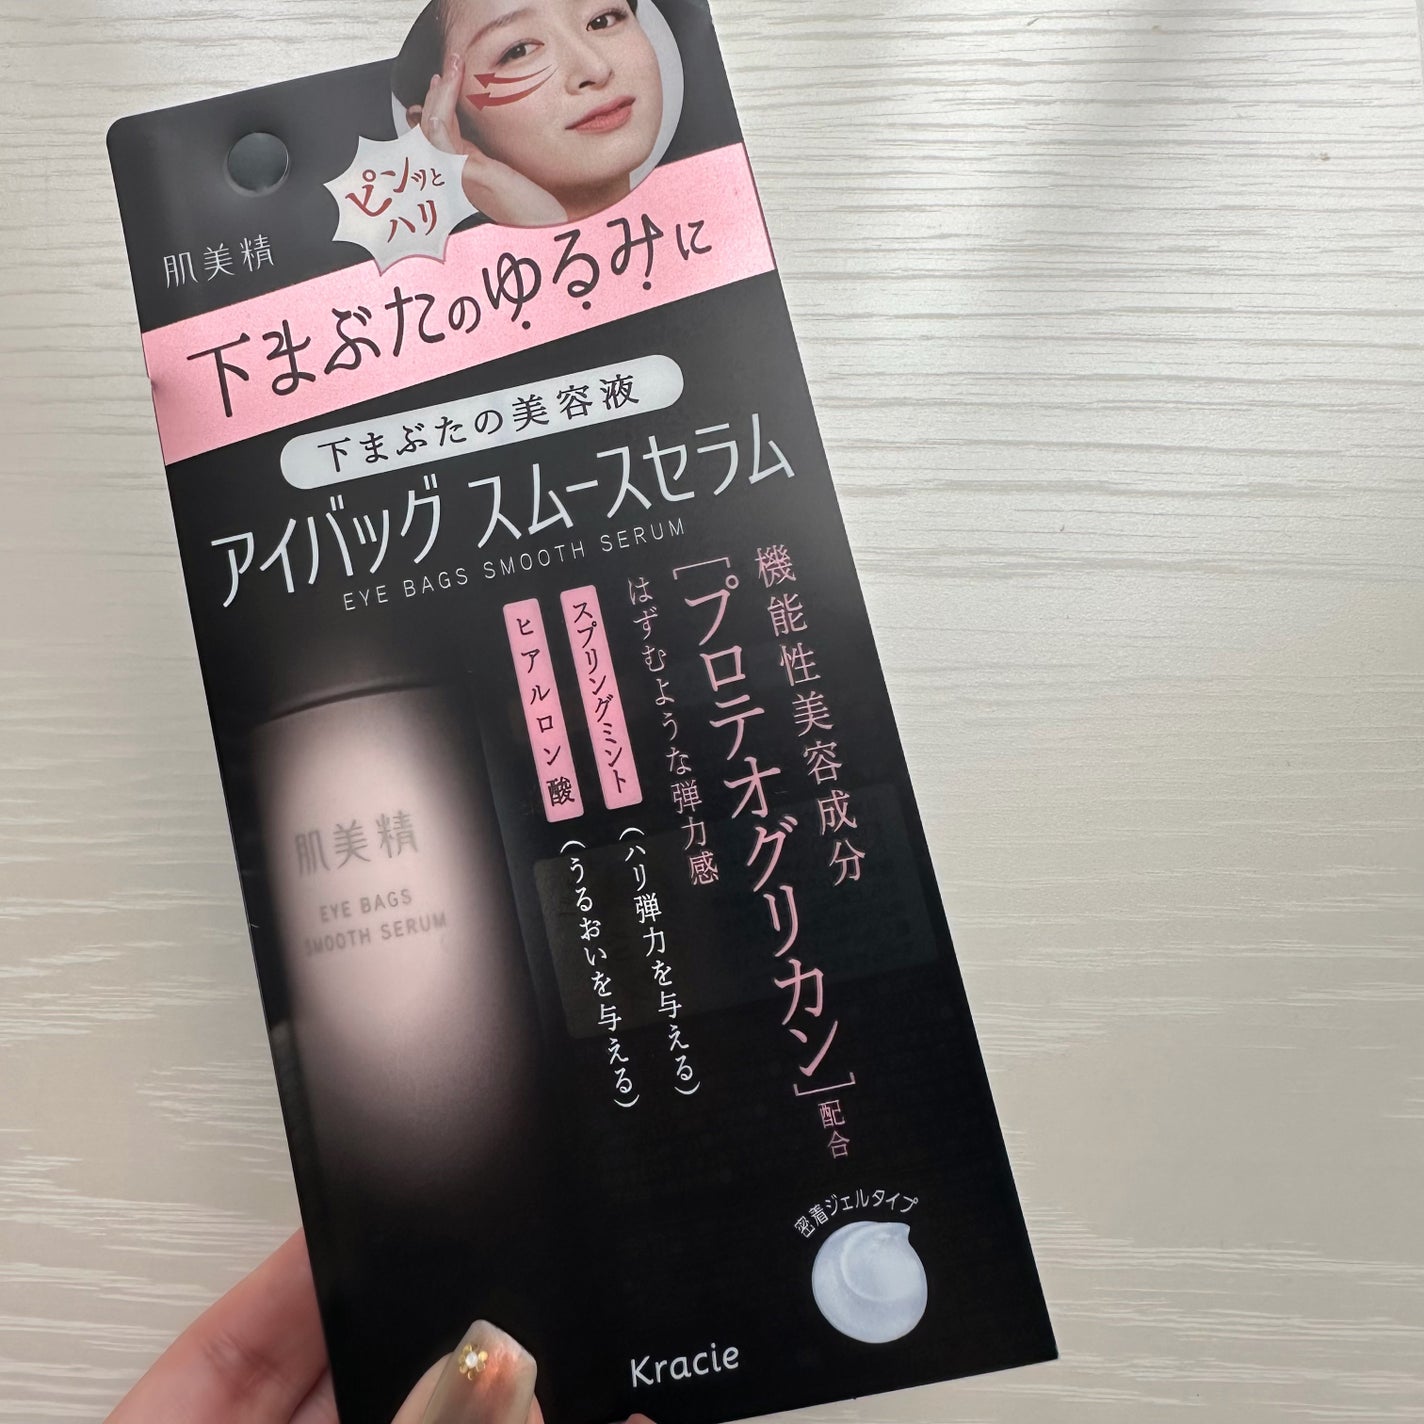 ピンッと
ハリ
肌美精
下まぶたのゆるみに
下まぶたの美容液
アイバッグ スムースセラム
EYE BAGS SMOOTH SERUM
機能性美容成分
[プロテオグリカン]配合
はずむような弾力感
スプリングミント
(ハリ弾力を与える)
ヒアルロン酸
(うるおいを与える)
肌美精
EYE BAGS
SMOOTH SERUM
密着ジェルタイプ
Kracie